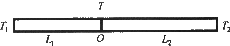 T
T₁ T₂
L₁ O L₂